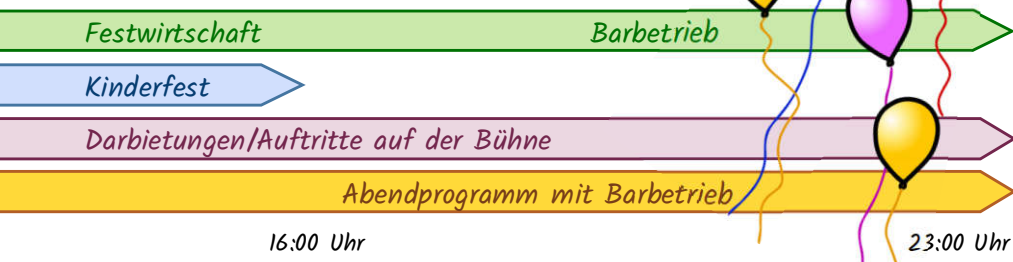 Festwirtschaft Barbetrieb
Kinderfest
Darbietungen/Auftritte auf der Bühne
Abendprogramm mit Barbetrieb
16:00 Uhr 23:00 Uhr